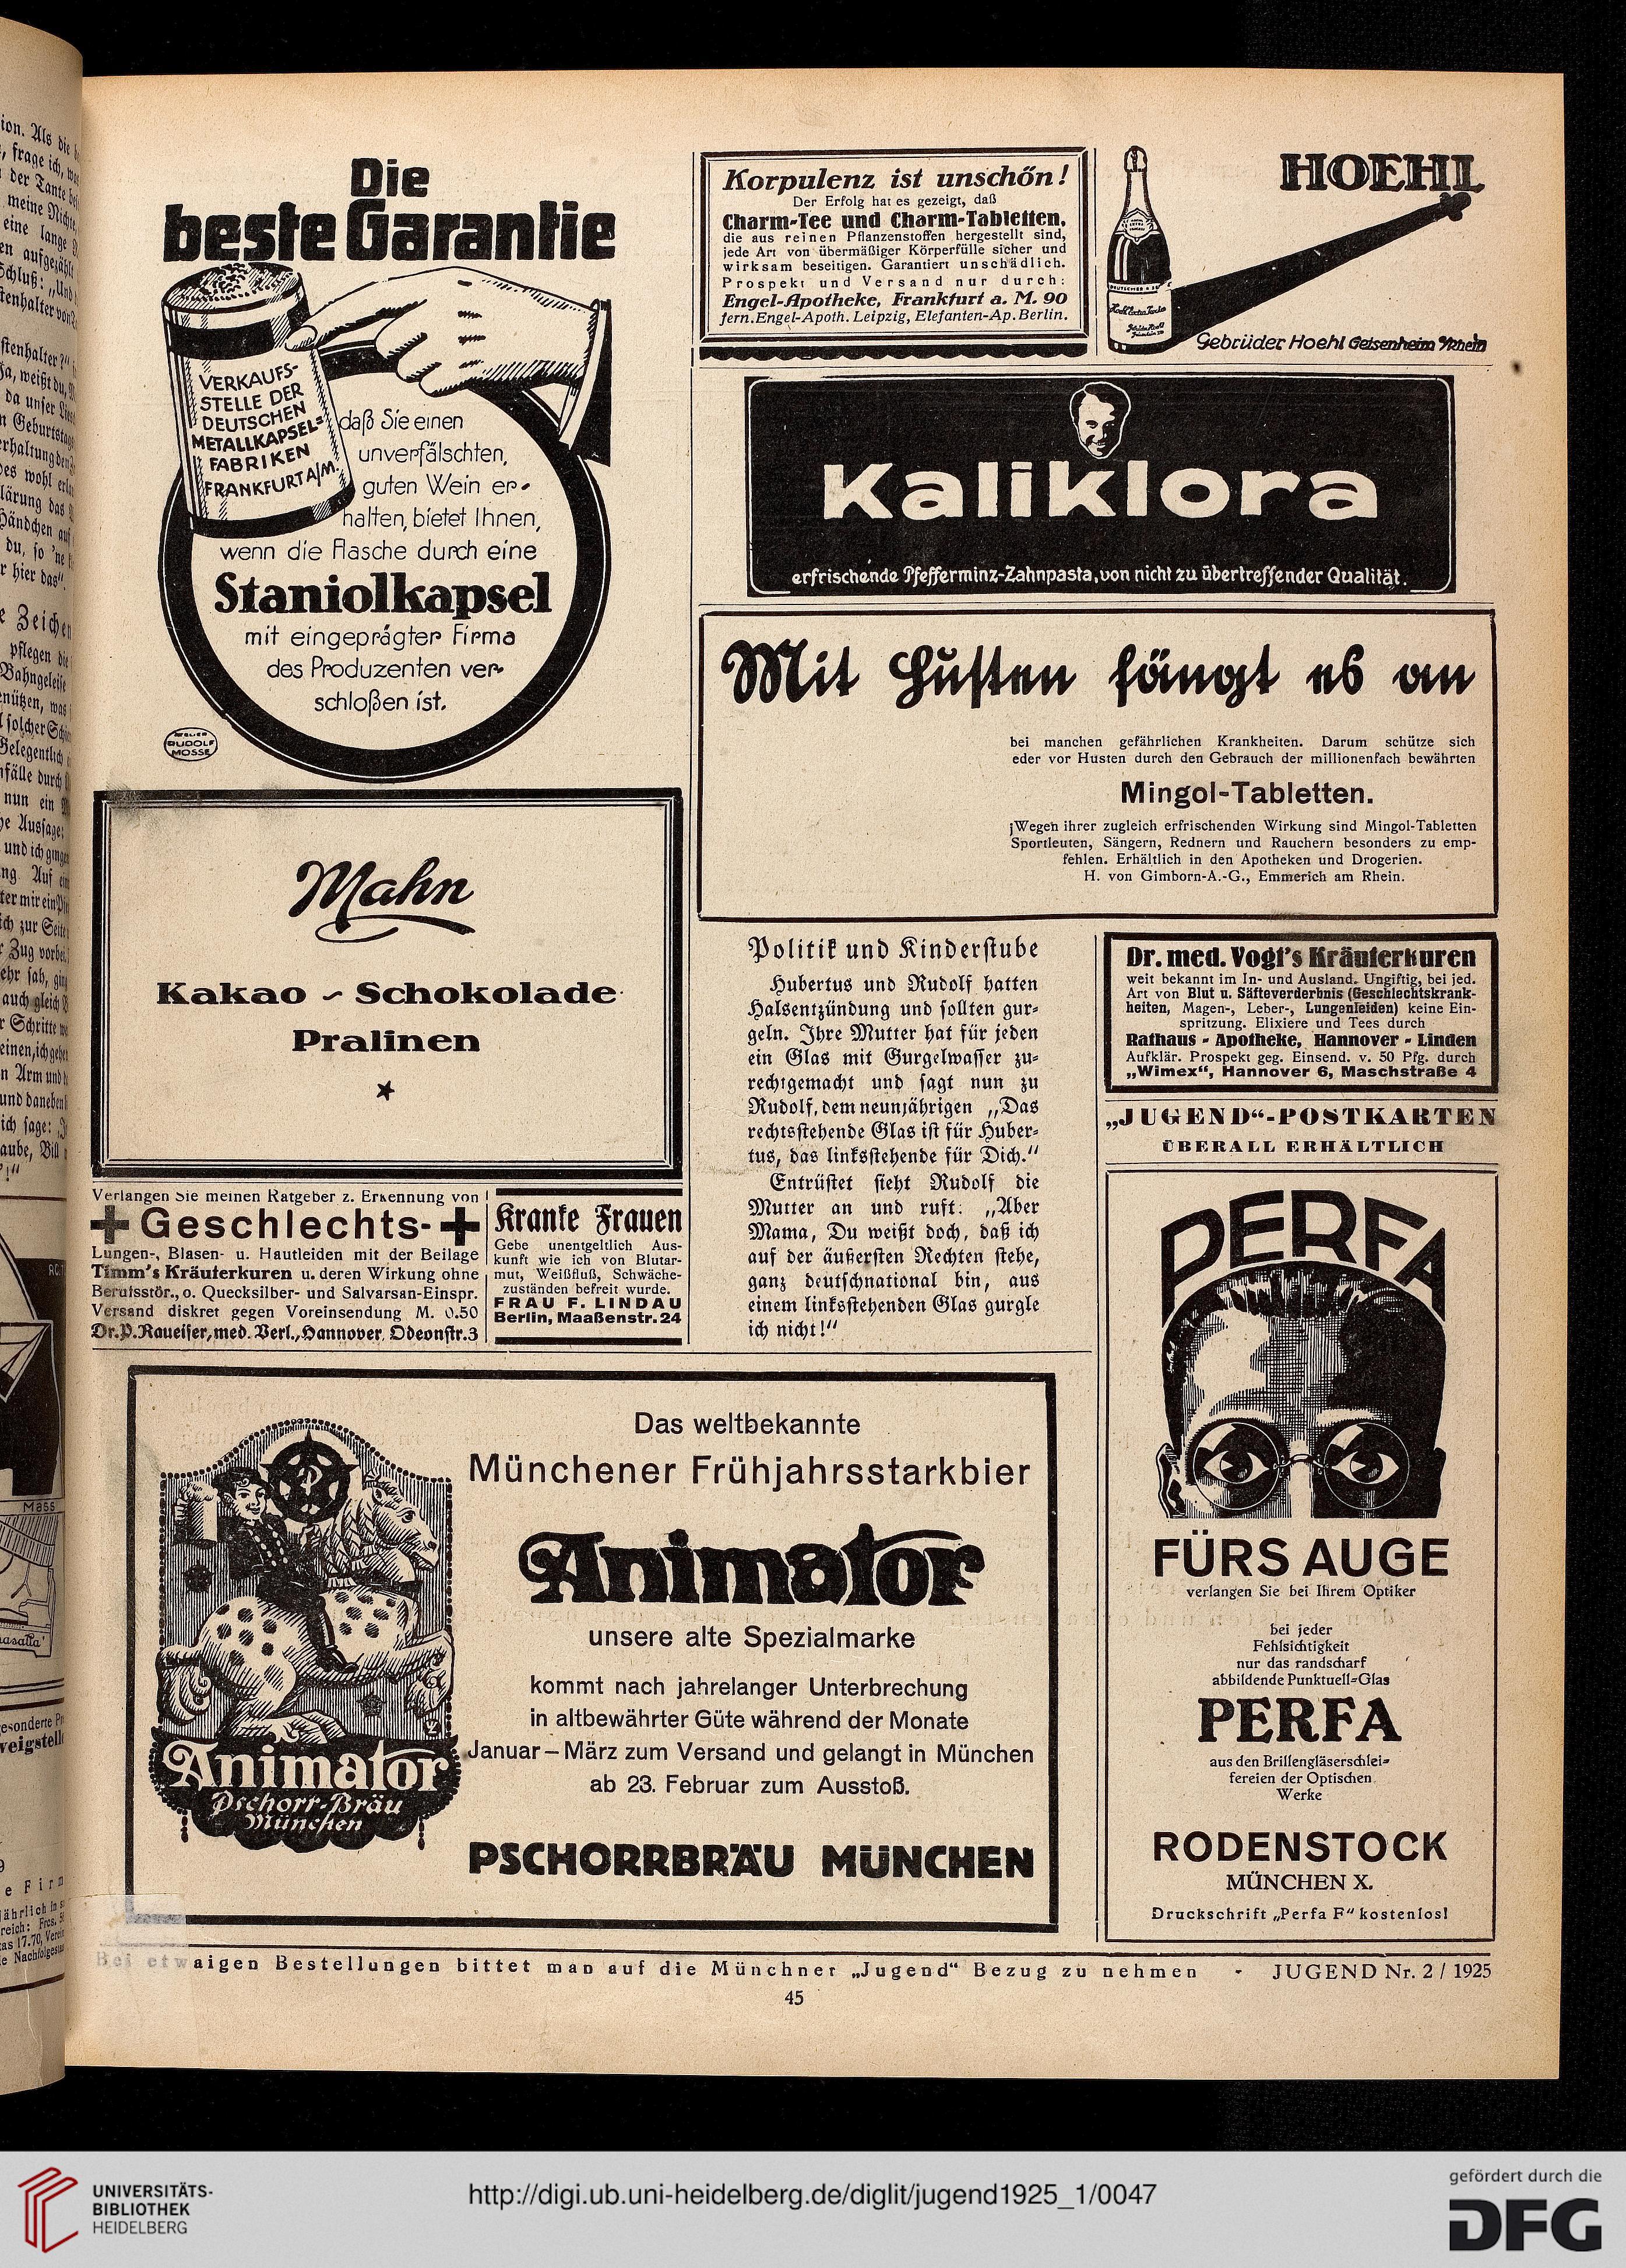 Die
beste Garantie
VERKAUFS-
STELLE DER
DEUTSCHEN
METALLKAPSEL-
FABRIKEN
FRANKFURT A/M.
daß Sie einen
unverfälschten,
guten Wein er-
halten, bietet Ihnen,
wenn die Flasche durch eine
Staniolkapsel
mit eingeprägter Firma
des Produzenten ver-
schloßen ist.
RUDOLF
MOSSE
Korpulenz ist unschön!
Der Erfolg hat es gezeigt, daß
Charm-Tee und Charm-Tabletten,
die aus reinen Pflanzenstoffen hergestellt sind,
jede Art von übermäßiger Körperfülle sicher und
wirksam beseitigen. Garantiert unschädlich.
Prospekt und Versand nur durch:
Engel-Apotheke, Frankfurt a. M. 90
fern. Engel-Apoth. Leipzig, Elefanten-Ap. Berlin.
HOEHL
Gebrüder Hoehl Geisenheim Rhein
Kaliklora
erfrischende Pfefferminz-Zahnpasta, von nicht zu übertreffender Qualität.
Mit Husten fängt es an
bei manchen gefährlichen Krankheiten. Darum schütze sich
eder vor Husten durch den Gebrauch der millionenfach bewährten
Mingol-Tabletten.
Wegen ihrer zugleich erfrischenden Wirkung sind Mingol-Tabletten
Sportleuten, Sängern, Rednern und Rauchern besonders zu emp-
fehlen. Erhältlich in den Apotheken und Drogerien.
H. von Gimborn-A.-G., Emmerich am Rhein.
Mahn
Kakao ~ Schokolade
Pralinen
Verlangen Sie meinen Ratgeber z. Erkennung von
Geschlechts-
Lungen-, Blasen- u. Hautleiden mit der Beilage
Timm's Kräuterkuren u. deren Wirkung ohne
Berufsstör., o. Quecksilber- und Salvarsan-Einspr.
Versand diskret gegen Voreinsendung M. 0.50
Dr. P. Raueiser, med. Verl., Hannover, Odeonstr. 3
Kranke Frauen
Gebe unentgeltlich Aus-
kunft wie ich von Blutar-
mut, Weißfluß, Schwäche-
zuständen befreit wurde.
FRAU F. LINDAU
Berlin, Maaßenstr. 24
Politik und Kinderstube
Hubertus und Rudolf hatten
Halsentzündung und sollten gur-
geln. Ihre Mutter hat für jeden
ein Glas mit Gurgelwasser zu-
rechtgemacht und sagt nun zu
Rudolf, dem neunjährigen „Das
rechtsstehende Glas ist für Huber-
tus, das linksstehende für Dich."
Entrüstet sieht Rudolf die
Mutter an und ruft: „Aber
Mama, Du weißt doch, daß ich
auf der äußersten Rechten stehe,
ganz deutschnational bin, aus
einem linksstehenden Glas gurgle
ich nicht!"
Dr. med. Vogt's Kräuterkuren
weit bekannt im In- und Ausland. Ungiftig, bei jed.
Art von Blut u. Säfteverderbnis (Geschlechtskrank-
heiten, Magen-, Leber-, Lungenleiden) keine Ein-
spritzung. Elixiere und Tees durch
Rathaus - Apotheke, Hannover - Linden
Aufklär. Prospekt geg. Einsend. v. 50 Pfg. durch
„Wimex", Hannover 6, Maschstraße 4
„JUGEND"-POSTKARTEN
ÜBERALL ERHÄLTLICH
PERFA
FÜRS AUGE
verlangen Sie bei Ihrem Optiker
bei jeder
Fehlsichtigkeit
nur das randscharf
abbildende Punktuell-Glas
PERFA
aus den Brillengläserschlei-
fereien der Optischen
Werke
RODENSTOCK
MÜNCHEN X.
Druckschrift „Perfa F" kostenlos!
Das weltbekannte
Münchener Frühjahrsstarkbier
Animator
unsere alte Spezialmarke
kommt nach jahrelanger Unterbrechung
in altbewährter Güte während der Monate
Januar – März zum Versand und gelangt in München
ab 23. Februar zum Ausstoß.
PSCHORRBRÄU MÜNCHEN
Animator
Pschorr-Bräu
München
Bei etwaigen Bestellungen bittet man auf die Münchner „Jugend" Bezug zu nehmen - JUGEND Nr. 2 / 1925
45
UNIVERSITÄTS-
BIBLIOTHEK
HEIDELBERG
http://digi.ub.uni-heidelberg.de/diglit/jugend1925_1/0047
gefördert durch die
DFG